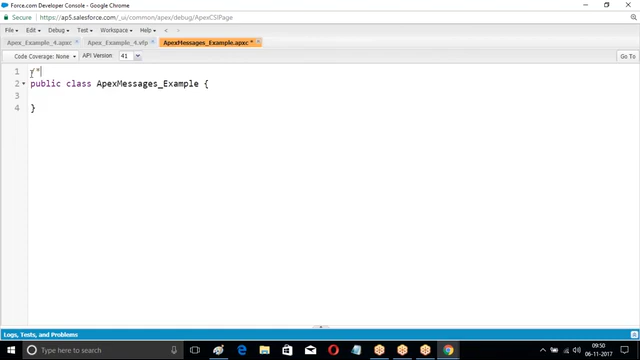 Force.com Developer Console - Google Chrome
Secure https://ap5.salesforce.com/_ui/common/apex/debug/ApexCSIPage
File Edit Debug Test Workspace Help < >
Apex_Example_4.apxc Apex_Example_4.vfp ApexMessages_Example.apxc *
Code Coverage: None API Version: 41 Go To
1 /*
2 public class ApexMessages_Example {
3
4 }
Logs, Tests, and Problems
Type here to search
09:50
06-11-2017